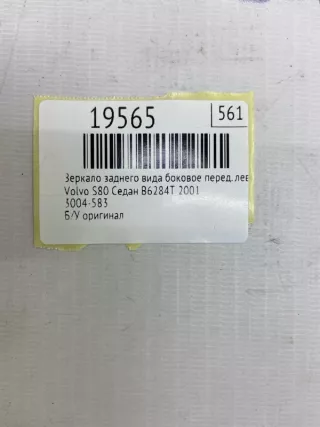 19565
561
Зеркало заднего вида боковое перед. лев
Volvo S80 Седан B6284T 2001
3004-583
Б/У оригинал